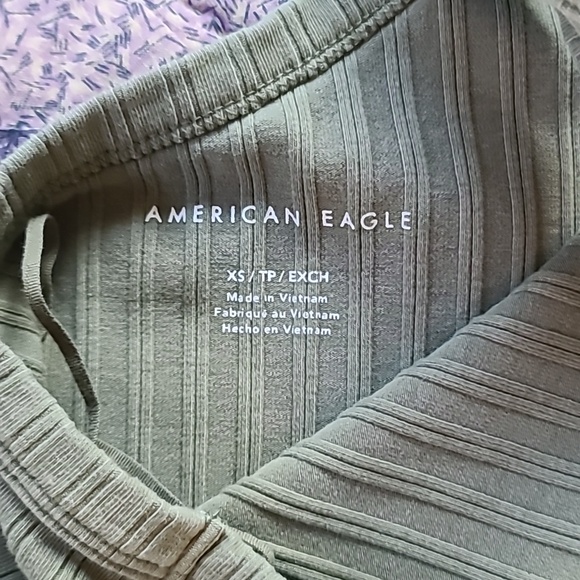 AMERICAN EAGLE
XS/TP/EXCH
Made in Vietnam
Fabriqué au Vietnam
Hecho en Vietnam